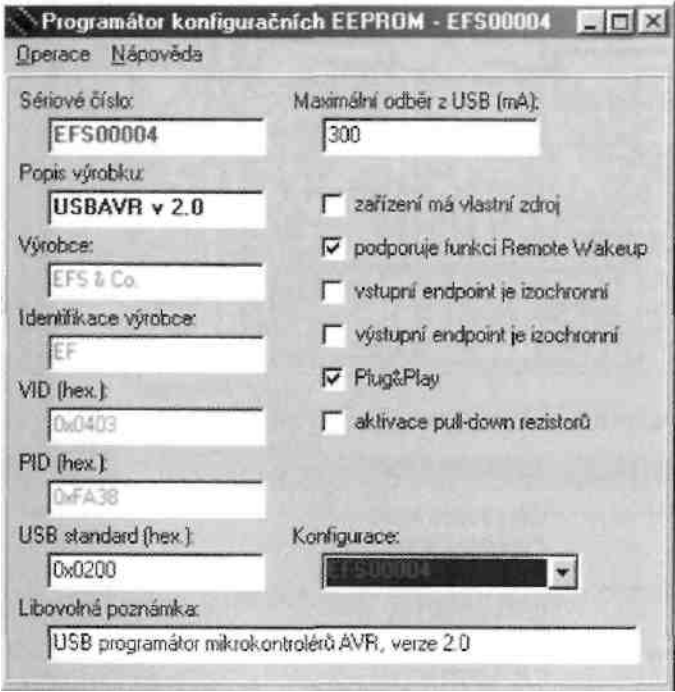 Programátor konfiguračních EEPROM - EFS00004
Operace Nápověda
Sériové číslo:
EFS00004
Maximální odběr z USB (mA):
300
Popis výrobku:
USBAVR v 2.0
Výrobce:
EFS & Co.
Identifikace výrobce:
EF
VID (hex.):
0x0403
PID (hex.):
0xFA38
USB standard (hex.):
0x0200
zařízení má vlastní zdroj
podporuje funkci Remote Wakeup
vstupní endpoint je izochronní
výstupní endpoint je izochronní
Plug&Play
aktivace pull-down rezistorů
Konfigurace:
EFS00004
Libovolná poznámka:
USB programátor mikrokontrolérů AVR, verze 2.0